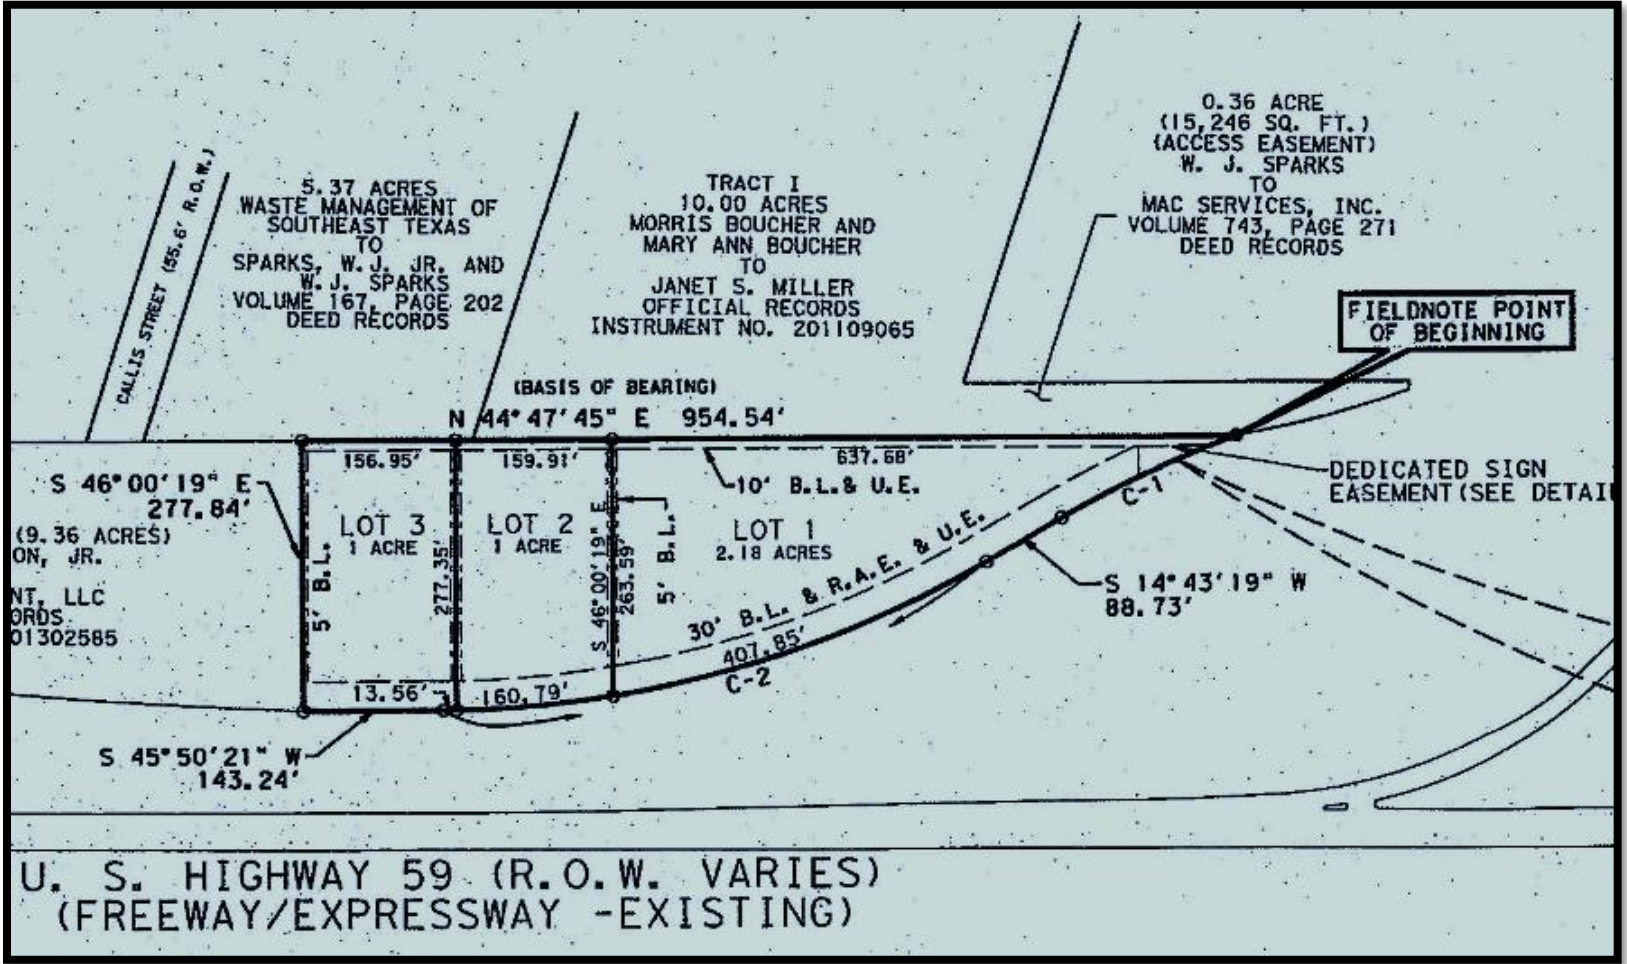 CALLIS STREET (55.6' R.O.W.)
5.37 ACRES
WASTE MANAGEMENT OF
SOUTHEAST TEXAS
TO
SPARKS, W.J. JR. AND
W.J. SPARKS
VOLUME 167, PAGE 202
DEED RECORDS
TRACT I
10.00 ACRES
MORRIS BOUCHER AND
MARY ANN BOUCHER
TO
JANET S. MILLER
OFFICIAL RECORDS
INSTRUMENT NO. 201109065
0.36 ACRE
(15,246 SQ. FT.)
(ACCESS EASEMENT)
W. J. SPARKS
TO
MAC SERVICES, INC.
VOLUME 743, PAGE 271
DEED RECORDS
FIELDNOTE POINT
OF BEGINNING
(BASIS OF BEARING)
N 44°47'45" E 954.54'
156.95'
159.91'
637.68'
10' B.L.& U.E.
S 46°00'19" E
277.84'
(9.36 ACRES)
ON, JR.
NT, LLC
ORDS
01302585
5' B.L.
LOT 3
1 ACRE
277.35'
LOT 2
1 ACRE
S 46°00'19" E
263.59'
5' B.L.
LOT 1
2.18 ACRES
30' B.L. & R.A.E. & U.E.
407.85'
C-2
C-1
DEDICATED SIGN
EASEMENT(SEE DETAI
S 14°43'19" W
88.73'
13.56'
160.79'
S 45°50'21" W
143.24'
U. S. HIGHWAY 59 (R.O.W. VARIES)
(FREEWAY/EXPRESSWAY -EXISTING)